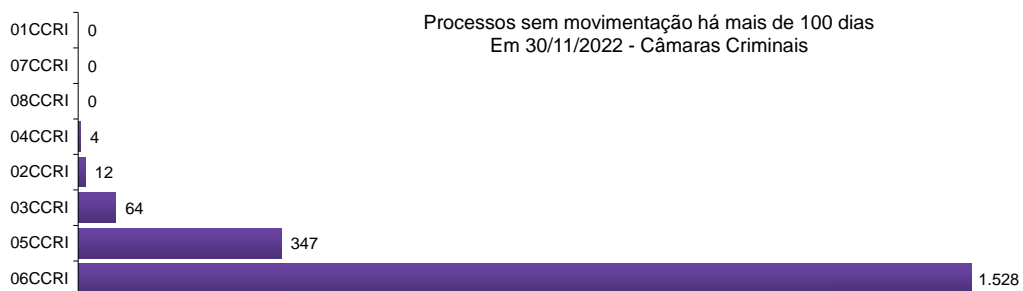 Processos sem movimentação há mais de 100 dias
Em 30/11/2022 - Câmaras Criminais
01CCRI 0
07CCRI 0
08CCRI 0
04CCRI 4
02CCRI 12
03CCRI 64
05CCRI 347
06CCRI 1.528